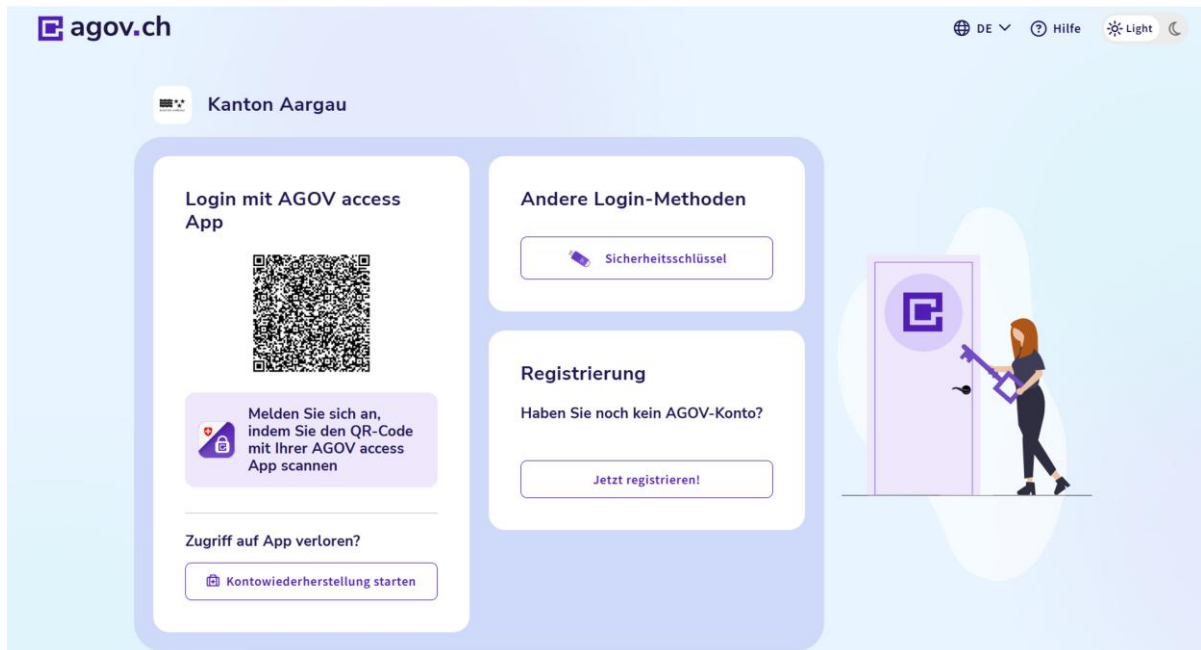 agov.ch
DE
Hilfe
Light
Kanton Aargau
Login mit AGOV access
App
Melden Sie sich an,
indem Sie den QR-Code
mit Ihrer AGOV access
App scannen
Zugriff auf App verloren?
Kontowiederherstellung starten
Andere Login-Methoden
Sicherheitsschlüssel
Registrierung
Haben Sie noch kein AGOV-Konto?
Jetzt registrieren!